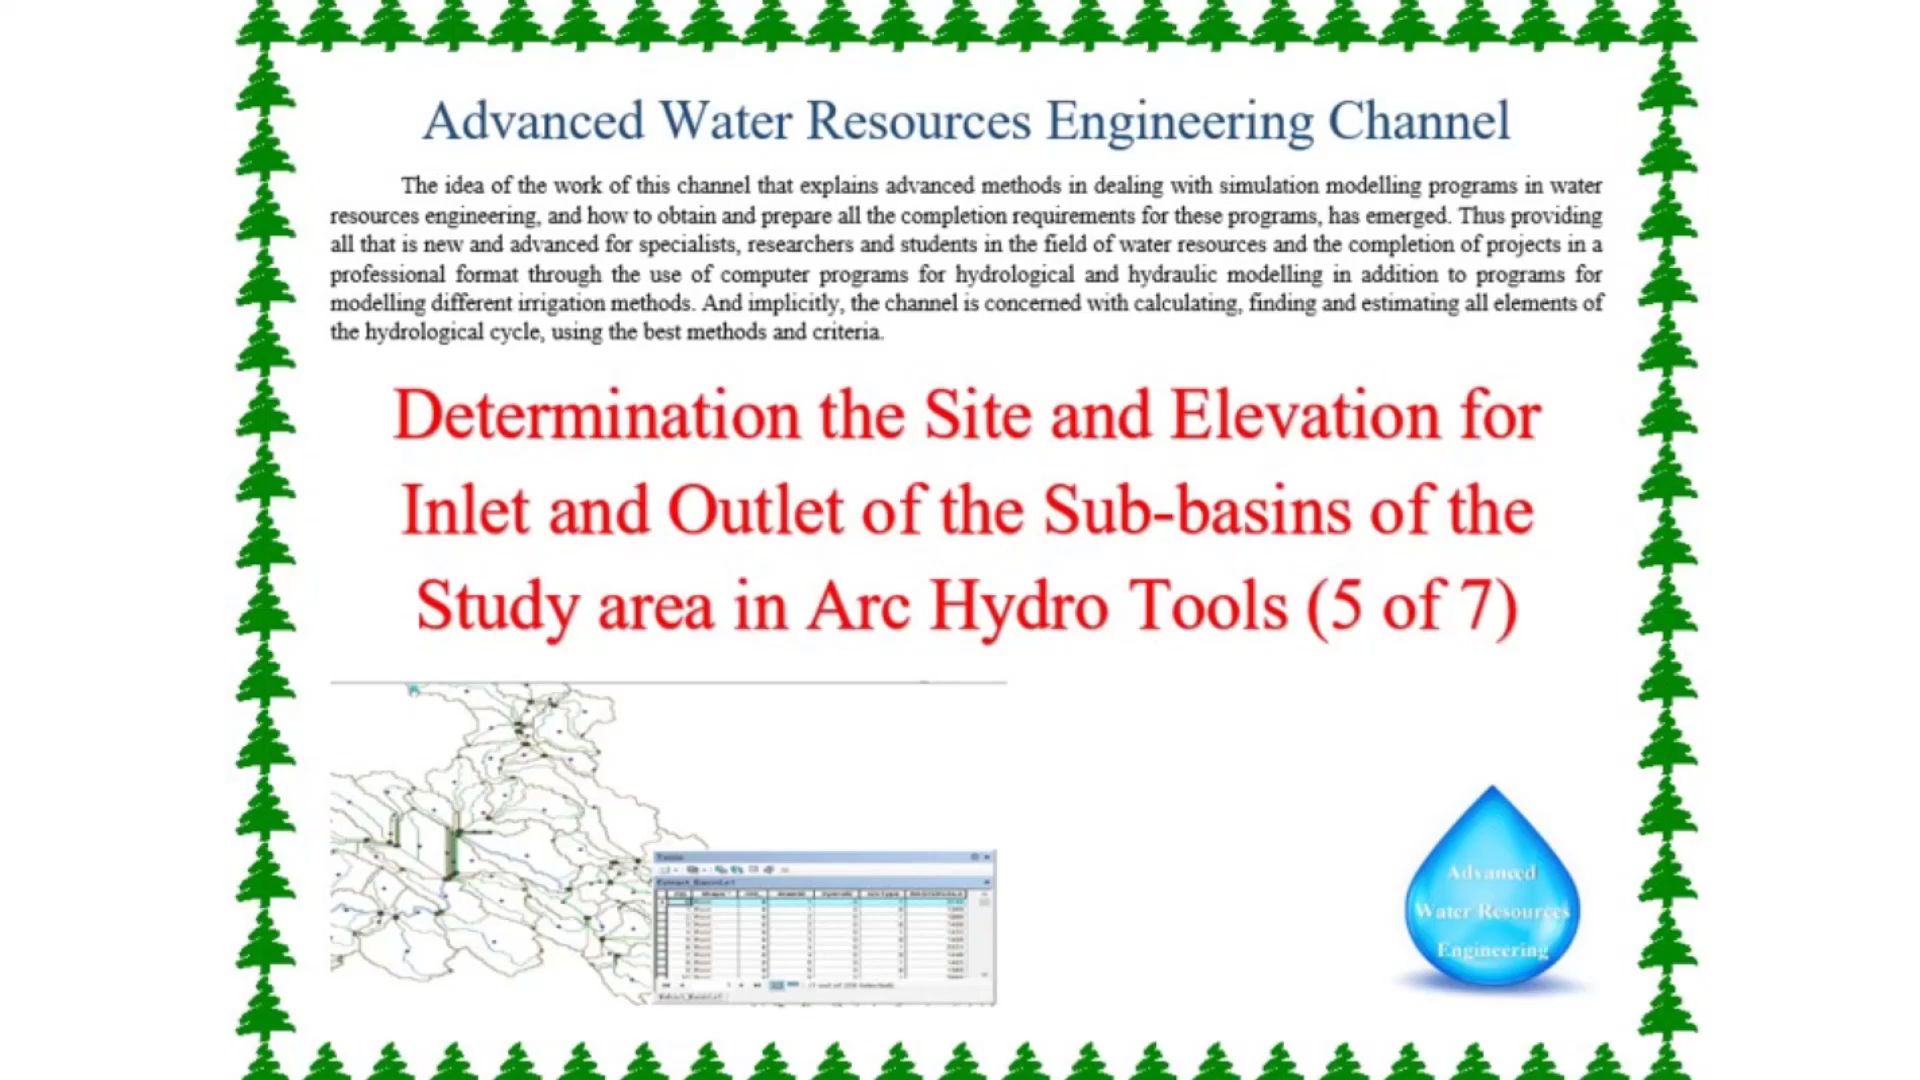 Advanced Water Resources Engineering Channel
The idea of the work of this channel that explains advanced methods in dealing with simulation modelling programs in water
resources engineering, and how to obtain and prepare all the completion requirements for these programs, has emerged. Thus providing
all that is new and advanced for specialists, researchers and students in the field of water resources and the completion of projects in a
professional format through the use of computer programs for hydrological and hydraulic modelling in addition to programs for
modelling different irrigation methods. And implicitly, the channel is concerned with calculating, finding and estimating all elements of
the hydrological cycle, using the best methods and criteria.
Determination the Site and Elevation for
Inlet and Outlet of the Sub-basins of the
Study area in Arc Hydro Tools (5 of 7)
Advanced
Water Resources
Engineering